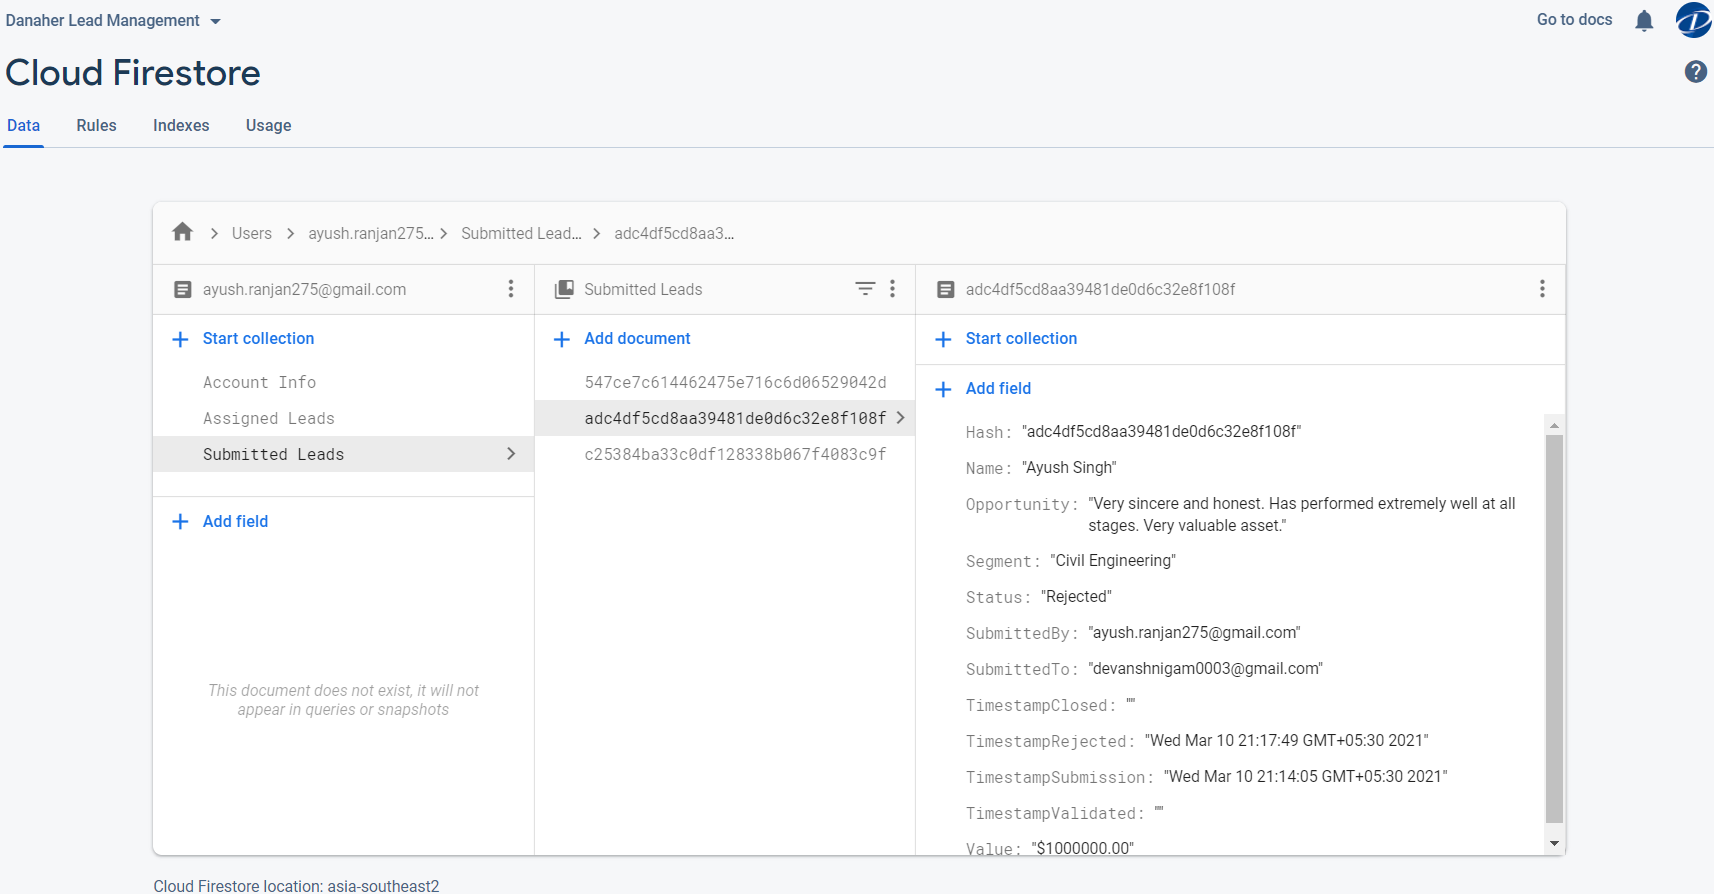 Danaher Lead Management
Go to docs
Cloud Firestore
Data Rules Indexes Usage
Users ayush.ranjan275... Submitted Lead... adc4df5cd8aa3...
ayush.ranjan275@gmail.com
Start collection
Account Info
Assigned Leads
Submitted Leads
Add field
This document does not exist, it will not
appear in queries or snapshots
Submitted Leads
Add document
547ce7c614462475e716c6d06529042d
adc4df5cd8aa39481de0d6c32e8f108f
c25384ba33c0df128338b067f4083c9f
adc4df5cd8aa39481de0d6c32e8f108f
Start collection
Add field
Hash: "adc4df5cd8aa39481de0d6c32e8f108f"
Name: "Ayush Singh"
Opportunity: "Very sincere and honest. Has performed extremely well at all
stages. Very valuable asset."
Segment: "Civil Engineering"
Status: "Rejected"
SubmittedBy: "ayush.ranjan275@gmail.com"
SubmittedTo: "devanshnigam0003@gmail.com"
TimestampClosed: ""
TimestampRejected: "Wed Mar 10 21:17:49 GMT+05:30 2021"
TimestampSubmission: "Wed Mar 10 21:14:05 GMT+05:30 2021"
TimestampValidated: ""
Value: "$1000000.00"
Cloud Firestore location: asia-southeast2